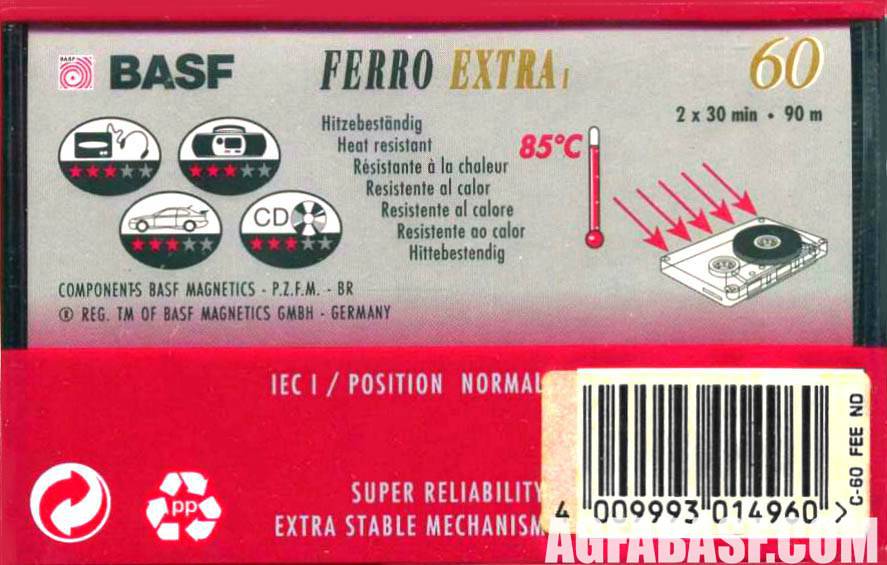 BASF
BASF
FERRO EXTRA I
60
2 x 30 min • 90 m
Hitzebeständig
Heat resistant
Résistante à la chaleur
Resistente al calor
Resistente al calore
Resistente ao calor
Hittebestendig
85°C
★★★★★
★★★★★
★★★★★
CD
★★★★★
COMPONENTS BASF MAGNETICS - P.Z.F.M. - BR
® REG. TM OF BASF MAGNETICS GMBH - GERMANY
IEC I / POSITION NORMAL
SUPER RELIABILITY
EXTRA STABLE MECHANISM
PP
4 009993 014960 >
C-60 FEE ND
AGFABASF.COM